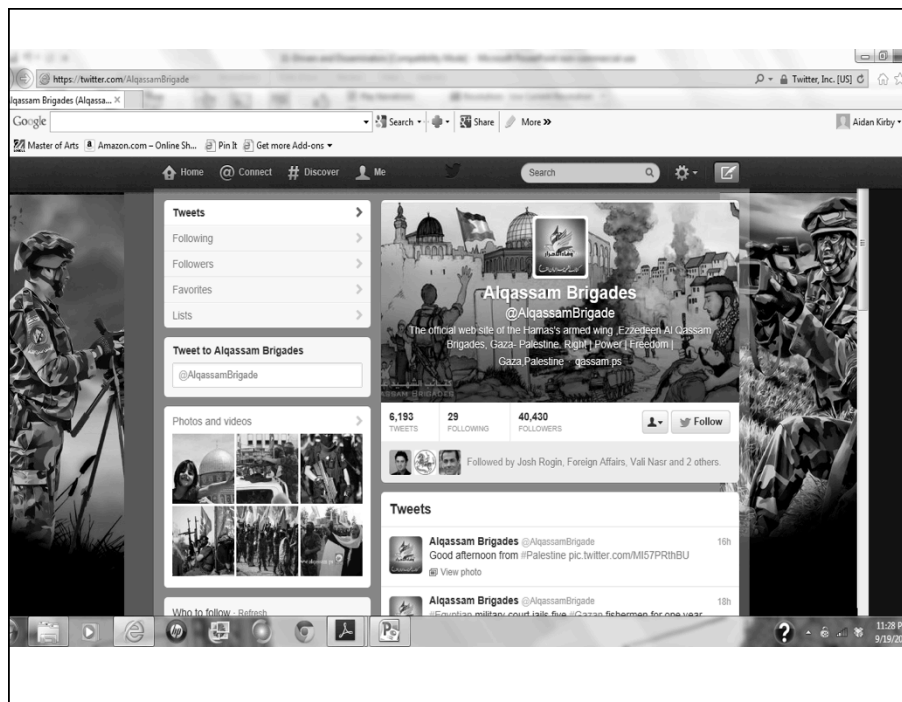 https://twitter.com/AlqassamBrigade
Twitter, Inc. [US]
lqassam Brigades (Alqassa...
Google
Search
Share
More
Aidan Kirby
Master of Arts
Amazon.com – Online Sh...
Pin It
Get more Add-ons
Home
Connect
Discover
Me
Search
Tweets
Following
Followers
Favorites
Lists
Tweet to Alqassam Brigades
@AlqassamBrigade
Photos and videos
Who to follow - Refresh
Alqassam Brigades
@AlqassamBrigade
The official web site of the Hamas's armed wing ,Ezzedeen Al Qassam
Brigades, Gaza- Palestine. Right | Power | Freedom |
Gaza,Palestine qassam.ps
6,193 29 40,430
TWEETS FOLLOWING FOLLOWERS
Follow
Followed by Josh Rogin, Foreign Affairs, Vali Nasr and 2 others.
Tweets
Alqassam Brigades @AlqassamBrigade 16h
Good afternoon from #Palestine pic.twitter.com/MI57PRthBU
View photo
Alqassam Brigades @AlqassamBrigade 18h
#Egyptian military court jails five #Gazan fishermen for one year
11:28 P
9/19/20